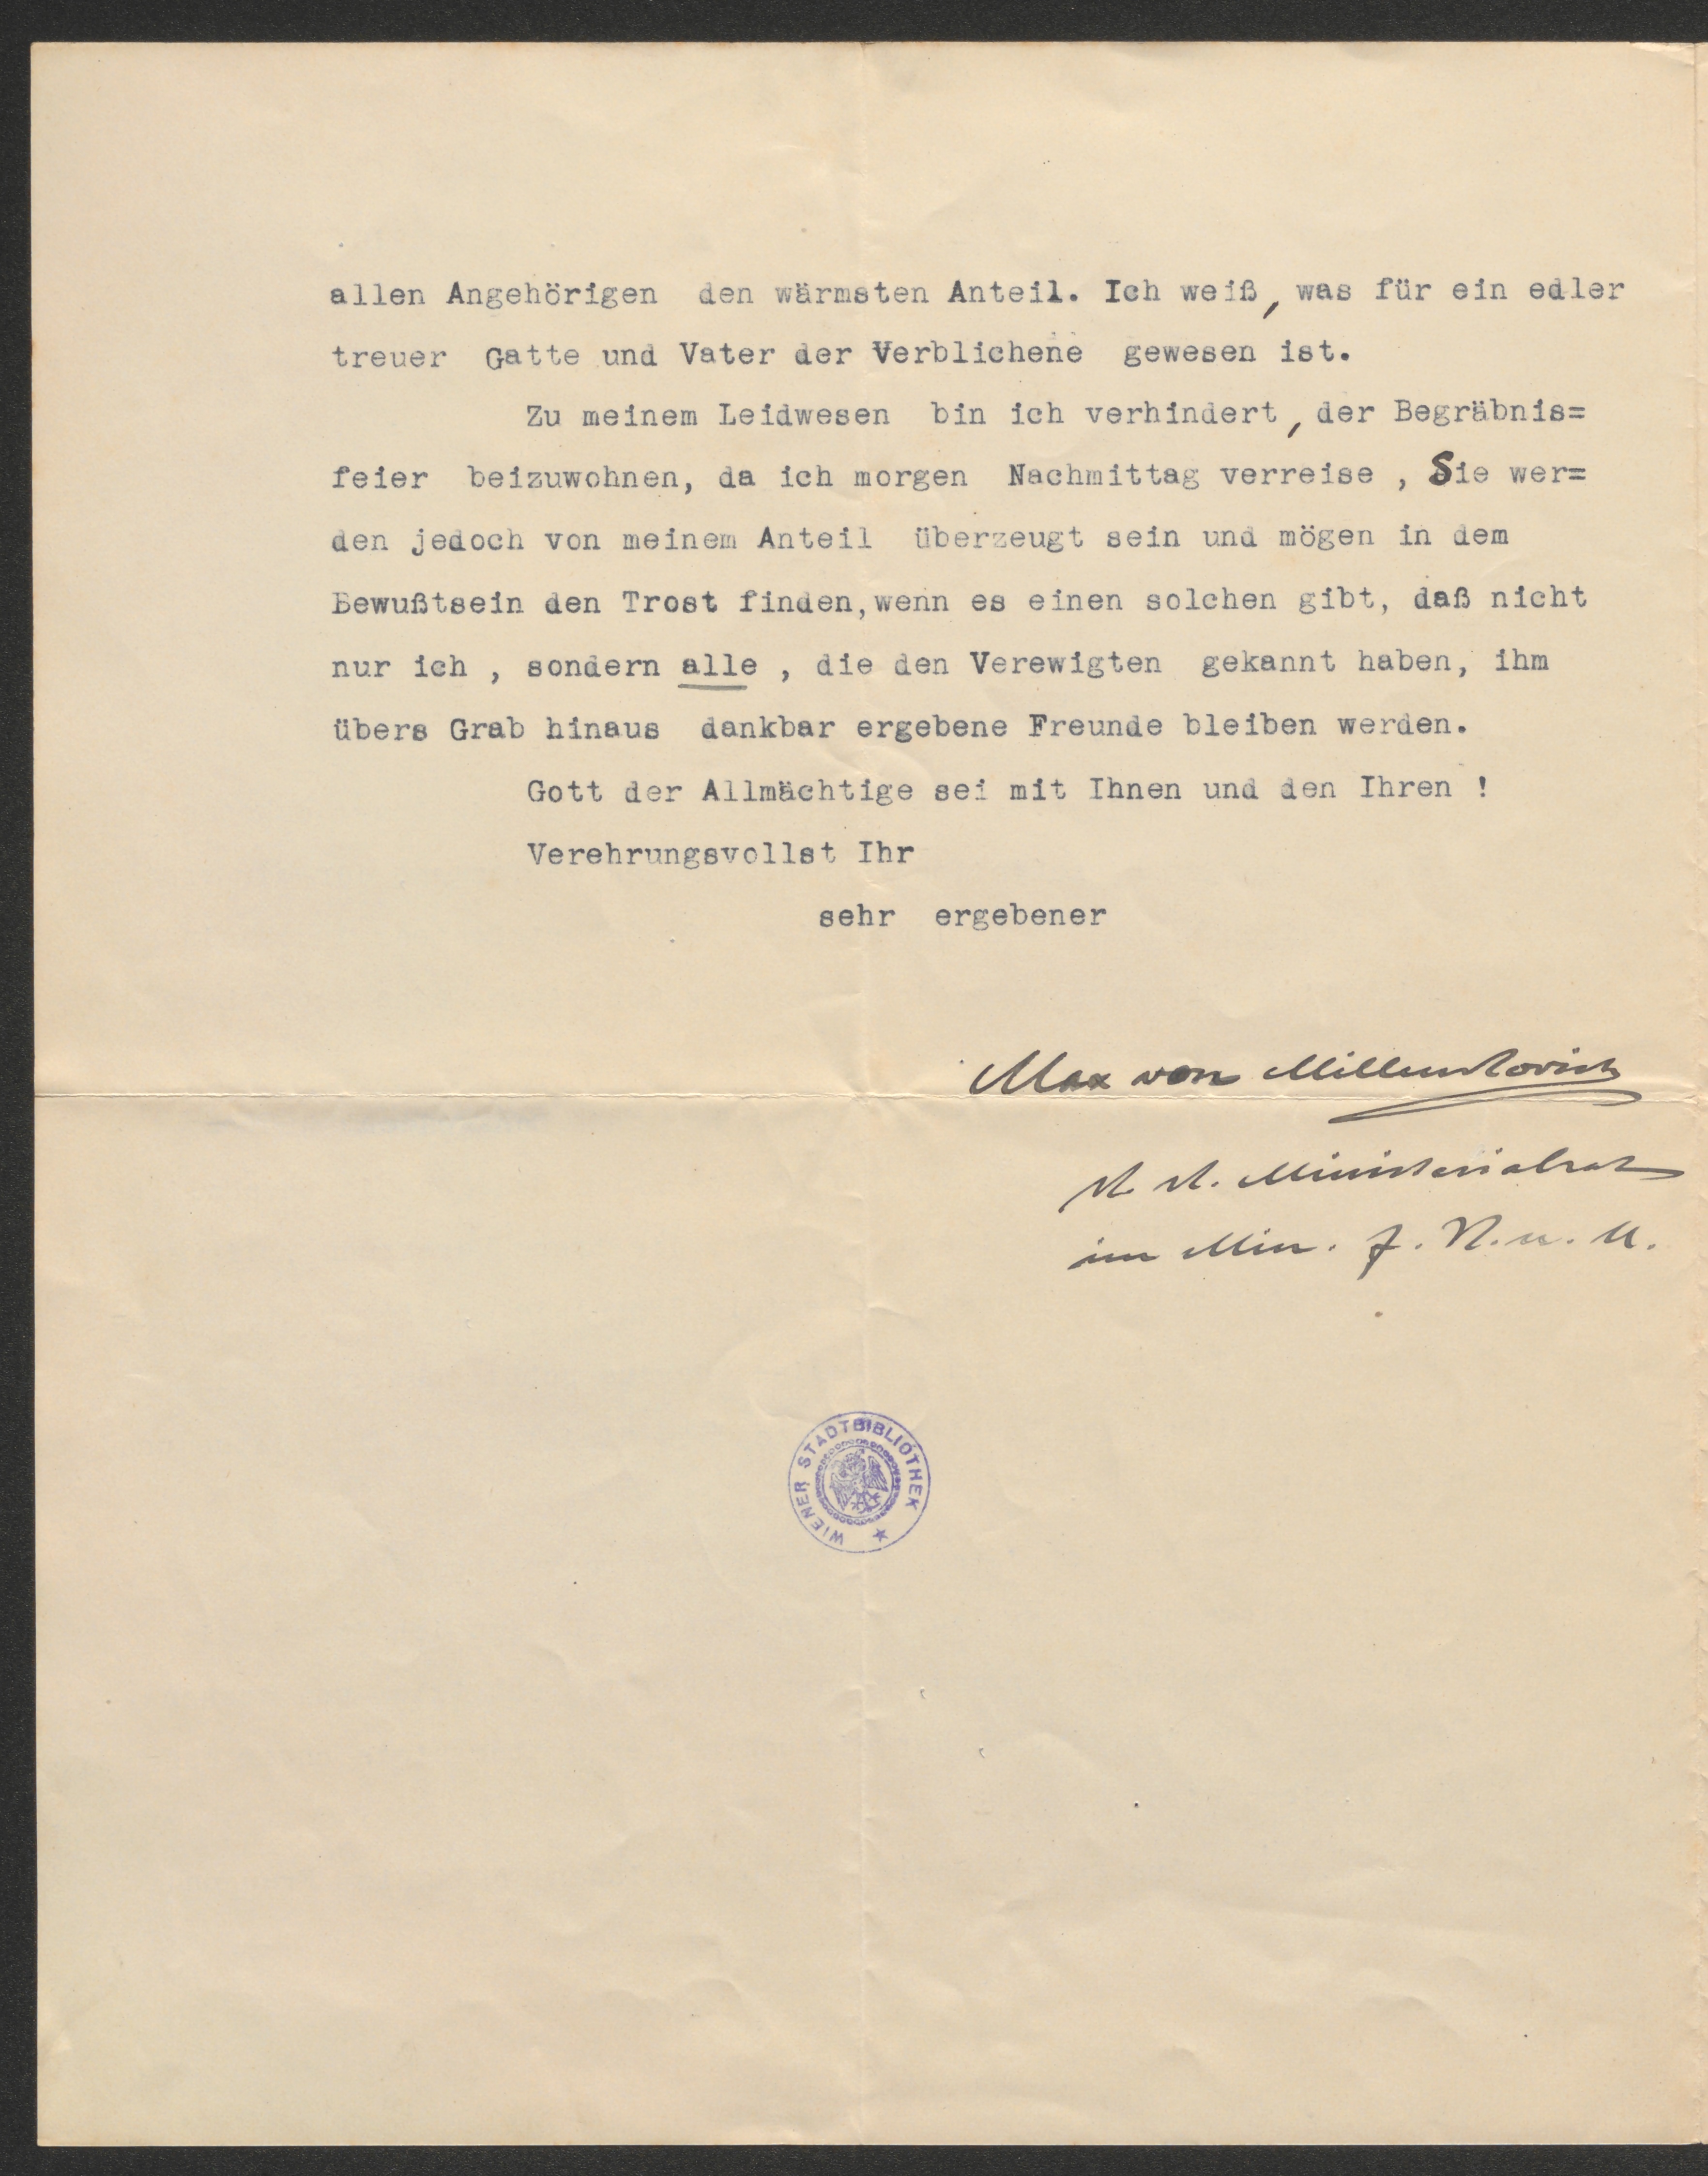 allen Angehörigen den wärmsten Anteil. Ich weiß, was für ein edler
treuer Gatte und Vater der Verblichene gewesen ist.
Zu meinem Leidwesen bin ich verhindert, der Begräbnis=
feier beizuwohnen, da ich morgen Nachmittag verreise , Sie wer=
den jedoch von meinem Anteil überzeugt sein und mögen in dem
Bewußtsein den Trost finden, wenn es einen solchen gibt, daß nicht
nur ich , sondern alle , die den Verewigten gekannt haben, ihm
übers Grab hinaus dankbar ergebene Freunde bleiben werden.
Gott der Allmächtige sei mit Ihnen und den Ihren !
Verehrungsvollst Ihr
sehr ergebener
Max von Millenkovich
k. k. Ministerialrat
im Min. f. K. u. U.
WIENER STADTBIBLIOTHEK